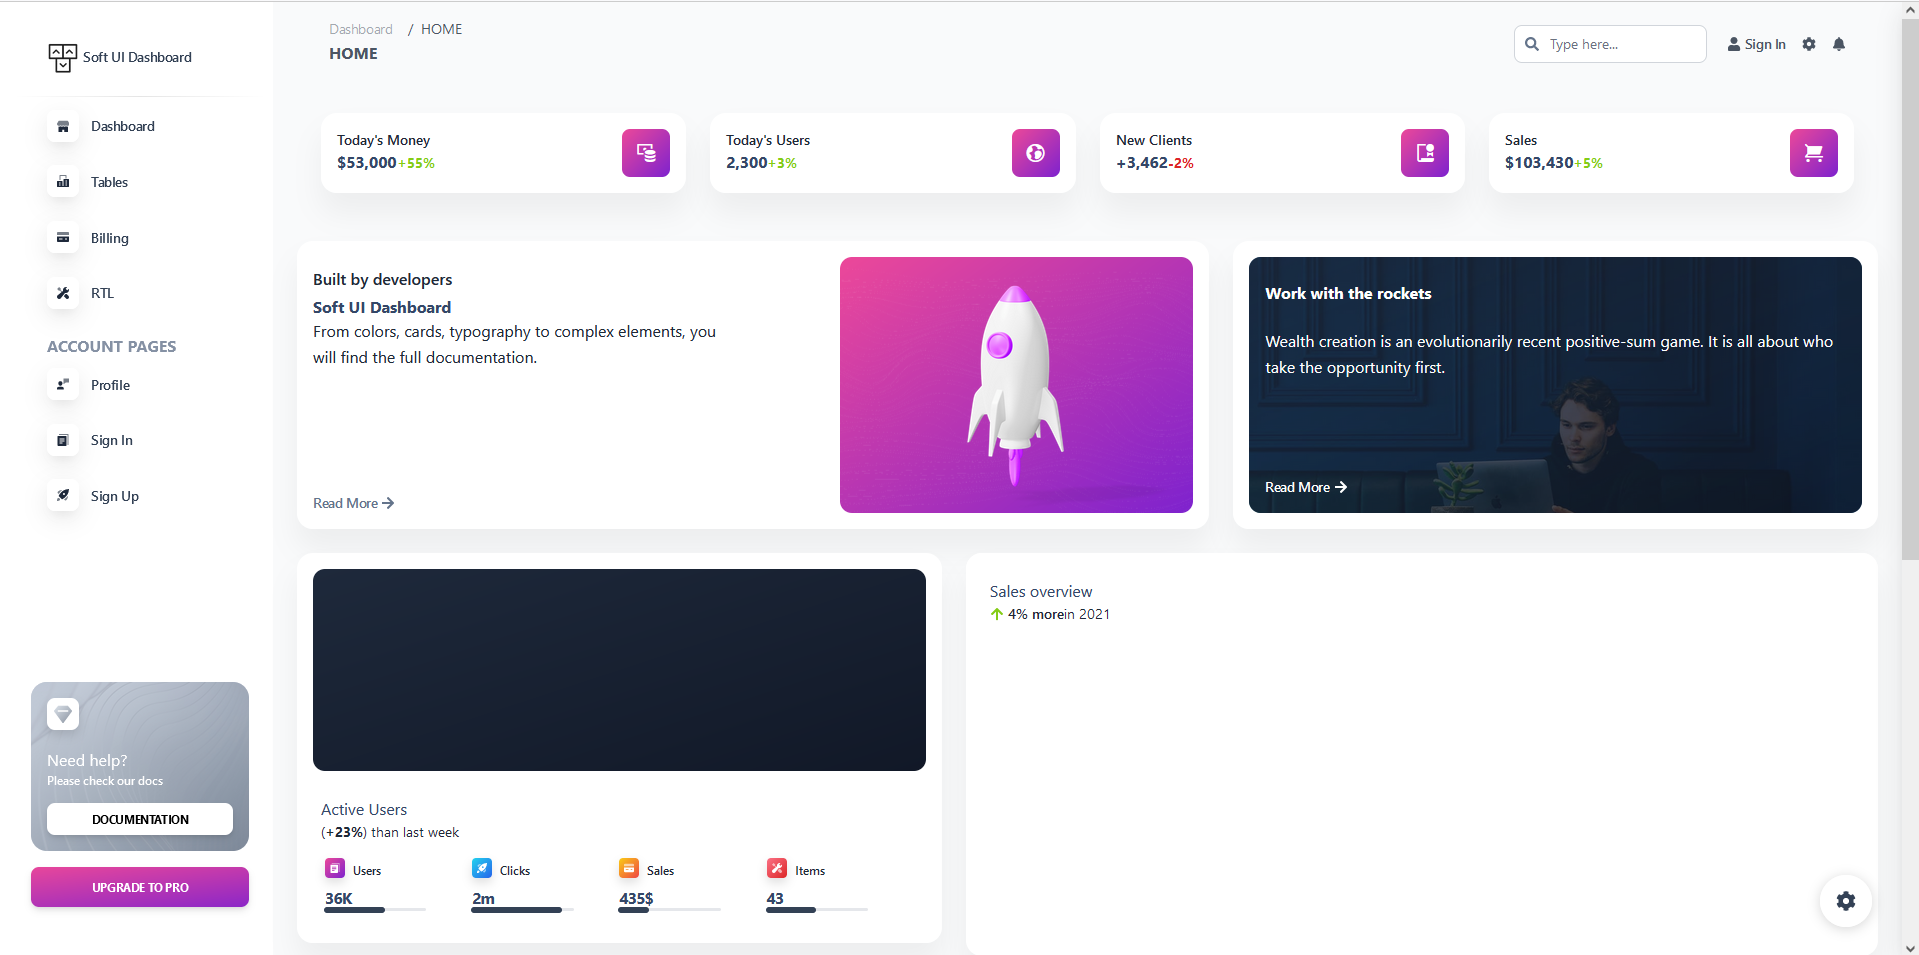 Soft UI Dashboard
Dashboard
Tables
Billing
RTL
ACCOUNT PAGES
Profile
Sign In
Sign Up
Need help?
Please check our docs
DOCUMENTATION
UPGRADE TO PRO
Dashboard / HOME
HOME
Type here...
Sign In
Today's Money
$53,000+55%
Today's Users
2,300+3%
New Clients
+3,462-2%
Sales
$103,430+5%
Built by developers
Soft UI Dashboard
From colors, cards, typography to complex elements, you
will find the full documentation.
Read More
Work with the rockets
Wealth creation is an evolutionarily recent positive-sum game. It is all about who
take the opportunity first.
Read More
Active Users
(+23%) than last week
Users
36K
Clicks
2m
Sales
435$
Items
43
Sales overview
4% morein 2021